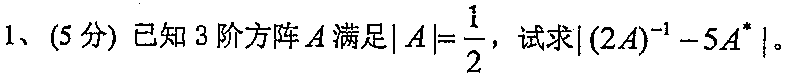 1、(5 分) 已知 3 阶方阵 A 满足| A |= 1/2，试求| (2A)⁻¹ − 5A* |。